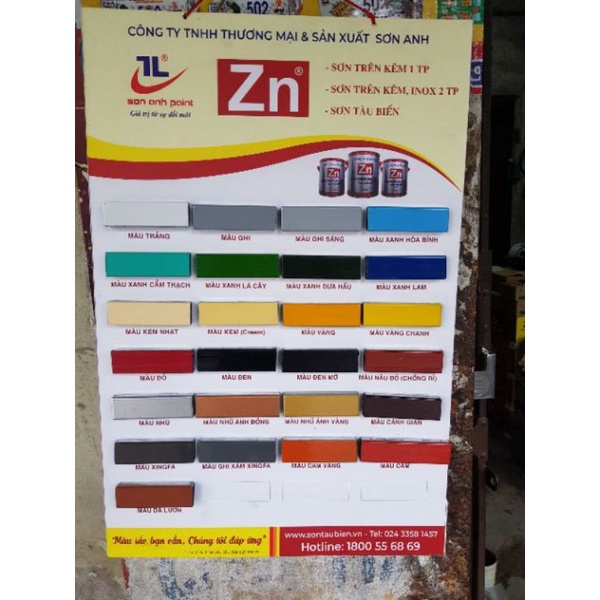 502
502
CÔNG TY TNHH THƯƠNG MẠI & SẢN XUẤT SƠN ANH
son anh paint
Giá trị từ sự đổi mới
Zn®
- SƠN TRÊN KẼM 1 TP
- SƠN TRÊN KẼM, INOX 2 TP
- SƠN TÀU BIỂN
Zn Zn Zn
MÀU TRẮNG MÀU GHI MÀU GHI SÁNG MÀU XANH HÒA BÌNH
MÀU XANH CẨM THẠCH MÀU XANH LÁ CÂY MÀU XANH DƯA HẤU MÀU XANH LAM
MÀU KEM NHẠT MÀU KEM (Cream) MÀU VÀNG MÀU VÀNG CHANH
MÀU ĐỎ MÀU ĐEN MÀU ĐEN MỜ MÀU NÂU ĐỎ (CHỐNG RỈ)
MÀU NHŨ MÀU NHŨ ÁNH ĐỒNG MÀU NHŨ ÁNH VÀNG MÀU CÁNH GIÁN
MÀU XINGFA MÀU GHI XÁM XINGFA MÀU CAM VÀNG MÀU CAM
MÀU DA LƯƠN
"Màu sắc bạn cần, Chúng tôi đáp ứng"
www.sontaubien.vn - Tel: 024 3358 1457
Hotline: 1800 55 68 69